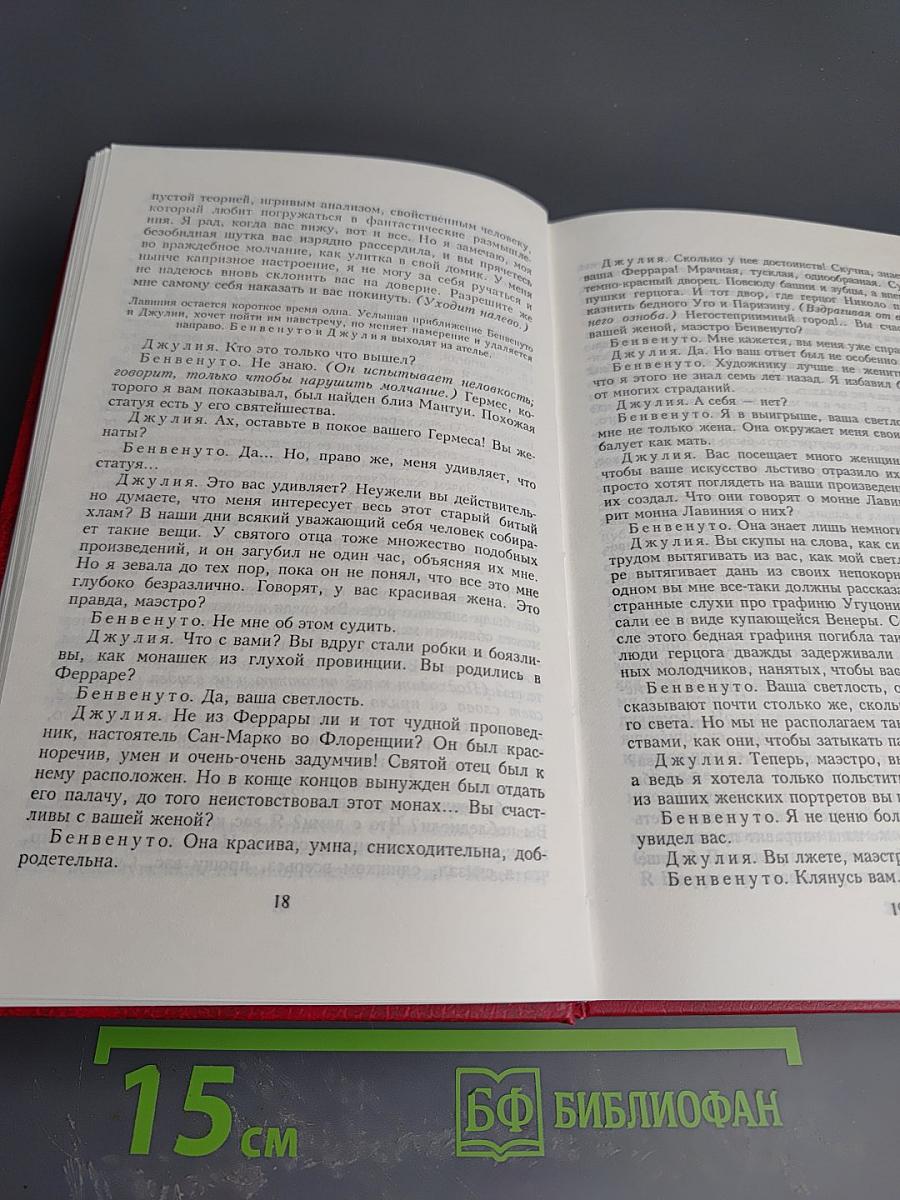 пустой теорией, игривым анализом, свойственным человеку,
который любит погружаться в фантастические размышле-
ния. Я рад, когда вас вижу, вот и все. Но я замечаю, моя
безобидная шутка вас изрядно рассердила, и вы прячетесь
во враждебное молчание, как улитка в свой домик. У меня
нынче капризное настроение, я не могу за себя ручаться и
не надеюсь вновь склонить вас на доверие. Разрешите же
мне самому себя наказать и вас покинуть. (Уходит налево.)
Лавиния остается короткое время одна. Услышав приближение Бенвенуто
и Джулии, хочет пойти им навстречу, но меняет намерение и удаляется
направо. Бенвенуто и Джулия выходят из ателье.
Джулия. Кто это только что вышел?
Бенвенуто. Не знаю. (Он испытывает неловкость;
говорит, только чтобы нарушить молчание.) Гермес, ко-
торого я вам показывал, был найден близ Мантуи. Похожая
статуя есть у его святейшества.
Джулия. Ах, оставьте в покое вашего Гермеса! Вы же-
наты?
Бенвенуто. Да... Но, право же, меня удивляет, что
статуя...
Джулия. Это вас удивляет? Неужели вы действитель-
но думаете, что меня интересует весь этот старый битый
хлам? В наши дни всякий уважающий себя человек собира-
ет такие вещи. У святого отца тоже множество подобных
произведений, и он загубил не один час, объясняя их мне.
Но я зевала до тех пор, пока он не понял, что все это мне
глубоко безразлично. Говорят, у вас красивая жена. Это
правда, маэстро?
Бенвенуто. Не мне об этом судить.
Джулия. Что с вами? Вы вдруг стали робки и боязли-
вы, как монашек из глухой провинции. Вы родились в
Ферраре?
Бенвенуто. Да, ваша светлость.
Джулия. Не из Феррары ли и тот чудной проповед-
ник, настоятель Сан-Марко во Флоренции? Он был крас-
норечив, умен и очень-очень задумчив! Святой отец был к
нему расположен. Но в конце концов вынужден был отдать
его палачу, до того неистовствовал этот монах... Вы счаст-
ливы с вашей женой?
Бенвенуто. Она красива, умна, снисходительна, доб-
родетельна.
18
Джулия. Сколько у нее достоинств! Скучна,
ваша Феррара! Мрачная, тусклая, однообразная.
темно-красный дворец. Повсюду башни и зубцы, а
пушки герцога. И тот двор, где герцог Николо
казнить бедного Уго и Паризину. (Вздрагивая от
него озноба.) Негостеприимный город!.. Вы
вашей женой, маэстро Бенвенуто?
Бенвенуто. Мне кажется, вы меня уже
Джулия. Да. Но ваш ответ был не особенно
Бенвенуто. Художнику лучше не
что я этого не знал семь лет назад. Я избавил
от многих страданий.
Джулия. А себя — нет?
Бенвенуто. Я в выигрыше, ваша
мне не только жена. Она окружает меня
балует как мать.
Джулия. Вас посещает много
чтобы ваше искусство льстиво отразило их
просто хотят поглядеть на ваши
их создал. Что они говорят о монне
рит монна Лавиния о них?
Бенвенуто. Она знает лишь
Джулия. Вы скупы на слова, как
трудом вытягивать из вас, как мой
ре вытягивает дань из своих
одном вы мне все-таки должны
странные слухи про графиню
сали ее в виде купающейся Венеры.
сле этого бедная графиня погибла
люди герцога дважды задерживали
ных молодчиков, нанятых, чтобы
Бенвенуто. Ваша светлость,
сказывают почти столько же,
го света. Но мы не располагаем
ствами, как они, чтобы затыкать
Джулия. Теперь, маэстро,
а ведь я хотела только
из ваших женских портретов вы
Бенвенуто. Я не ценю
увидел вас.
Джулия. Вы лжете,
Бенвенуто. Клянусь вам.
15 см
БФ БИБЛИОФАН